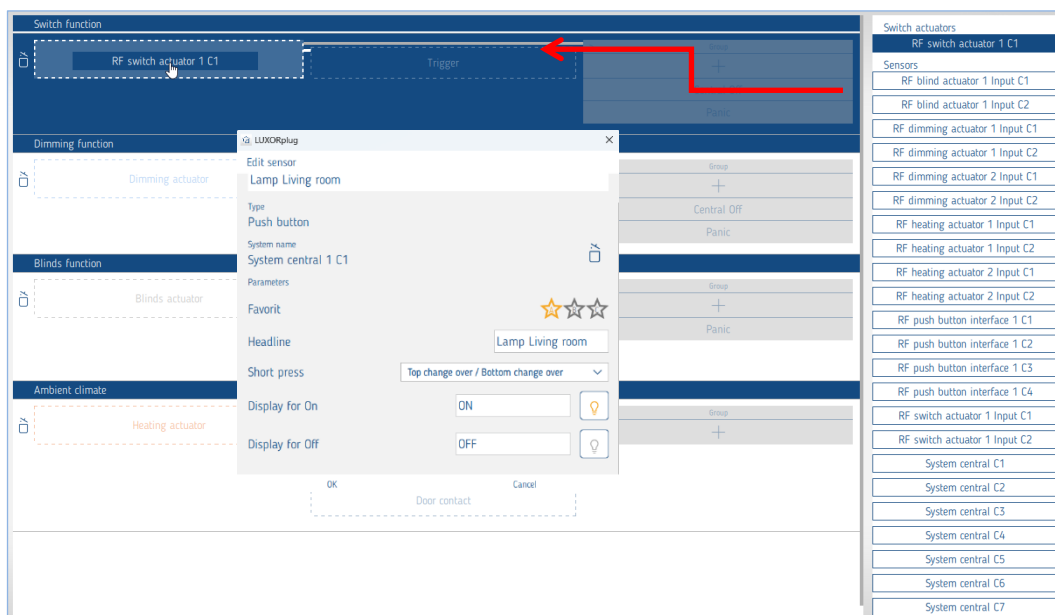 Switch function
RF switch actuator 1 C1
Trigger
Group
+
Panic
Dimming function
Dimming actuator
Group
+
Central Off
Panic
Blinds function
Blinds actuator
Group
+
Panic
Ambient climate
Heating actuator
Group
+
Door contact
LUXORplug
Edit sensor
Lamp Living room
Type
Push button
System name
System central 1 C1
Parameters
Favorit
Headline
Lamp Living room
Short press
Top change over / Bottom change over
Display for On
ON
Display for Off
OFF
OK
Cancel
Switch actuators
RF switch actuator 1 C1
Sensors
RF blind actuator 1 Input C1
RF blind actuator 1 Input C2
RF dimming actuator 1 Input C1
RF dimming actuator 1 Input C2
RF dimming actuator 2 Input C1
RF dimming actuator 2 Input C2
RF heating actuator 1 Input C1
RF heating actuator 1 Input C2
RF heating actuator 2 Input C1
RF heating actuator 2 Input C2
RF push button interface 1 C1
RF push button interface 1 C2
RF push button interface 1 C3
RF push button interface 1 C4
RF switch actuator 1 Input C1
RF switch actuator 1 Input C2
System central C1
System central C2
System central C3
System central C4
System central C5
System central C6
System central C7